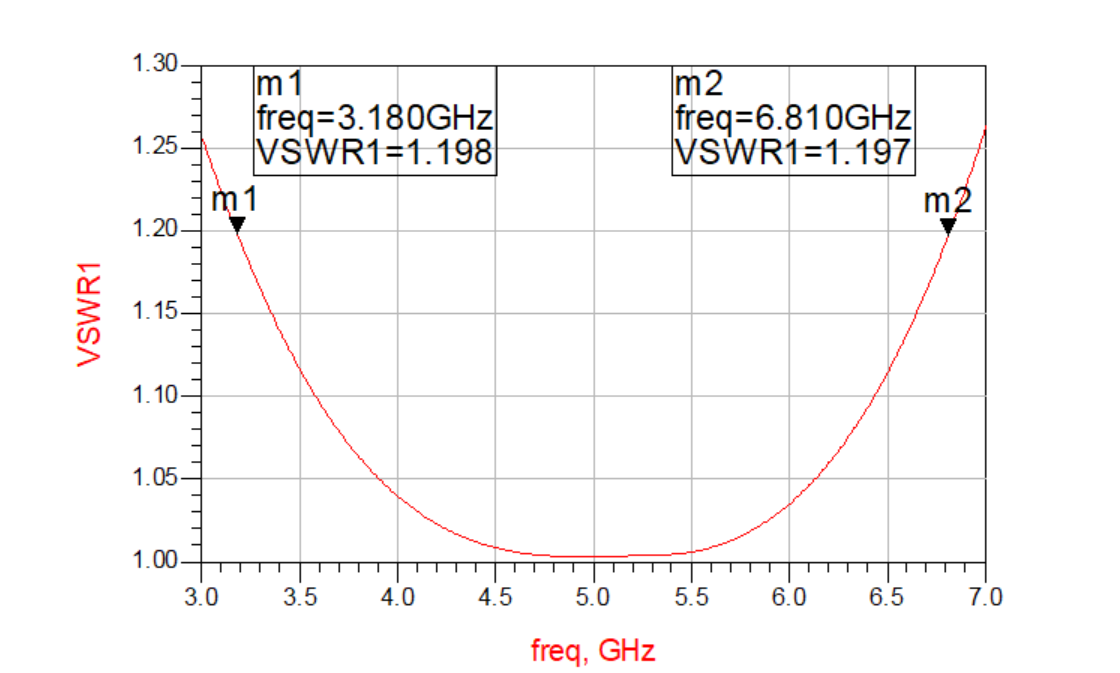 m1
freq=3.180GHz
VSWR1=1.198
m2
freq=6.810GHz
VSWR1=1.197
m1
m2
1.30
1.25
1.20
1.15
1.10
1.05
1.00
VSWR1
3.0 3.5 4.0 4.5 5.0 5.5 6.0 6.5 7.0
freq, GHz